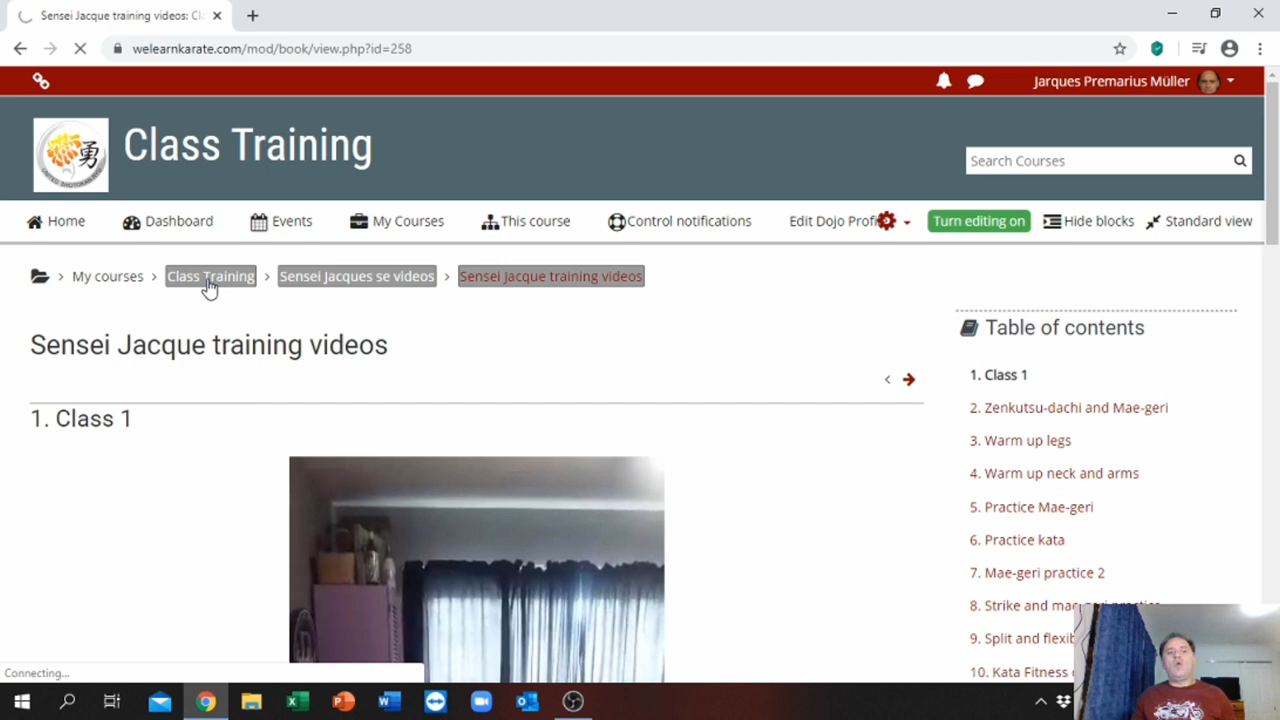 Sensei Jacque training videos: Cl
welearnkarate.com/mod/book/view.php?id=258
Jarques Premarius Müller
Class Training
Search Courses
Home
Dashboard
Events
My Courses
This course
Control notifications
Edit Dojo Profi
Turn editing on
Hide blocks
Standard view
> My courses > Class Training > Sensei Jacques se videos > Sensei Jacque training videos
Sensei Jacque training videos
1. Class 1
Table of contents
1. Class 1
2. Zenkutsu-dachi and Mae-geri
3. Warm up legs
4. Warm up neck and arms
5. Practice Mae-geri
6. Practice kata
7. Mae-geri practice 2
8. Strike and mae-geri practice
9. Split and flexib
10. Kata Fitness
Connecting...